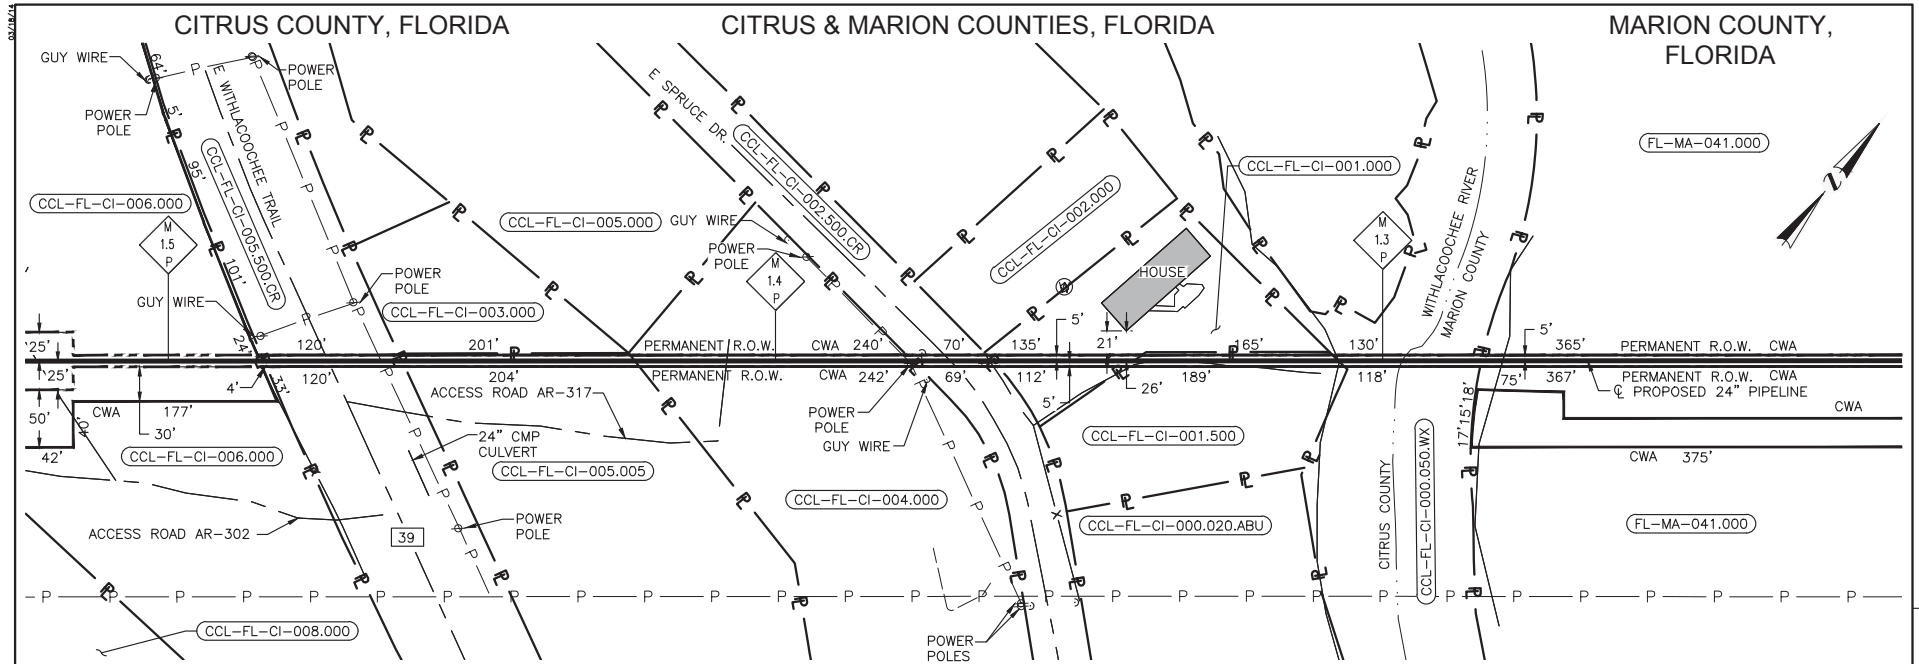 03/18/14
CITRUS COUNTY, FLORIDA
CITRUS & MARION COUNTIES, FLORIDA
MARION COUNTY,
FLORIDA
GUY WIRE
64'
P
POWER
POLE
POWER
POLE
5'
95'
101'
24'
E WITHLACOOCHEE TRAIL
CCL-FL-CI-005.500.CR
CCL-FL-CI-006.000
M
1.5
P
GUY WIRE
POWER
POLE
CCL-FL-CI-003.000
CCL-FL-CI-005.000
E SPRUCE DR.
CCL-FL-CI-002.500.CR
GUY WIRE
POWER
POLE
M
1.4
P
CCL-FL-CI-002.000
W
HOUSE
CCL-FL-CI-001.000
M
1.3
P
WITHLACOOCHEE RIVER
MARION COUNTY
FL-MA-041.000
N
25'
120'
201'
PERMANENT R.O.W. CWA
240'
70'
135'
5'
21'
165'
130'
5'
365'
PERMANENT R.O.W. CWA
25'
4'
33'
120'
204'
PERMANENT R.O.W. CWA
242'
69'
112'
5'
26'
189'
118'
75'
367'
PERMANENT R.O.W. CWA
℄ PROPOSED 24" PIPELINE
50'
40'
CWA
177'
30'
42'
CCL-FL-CI-006.000
ACCESS ROAD AR-317
24" CMP
CULVERT
CCL-FL-CI-005.005
POWER
POLE
GUY WIRE
CCL-FL-CI-001.500
17' 15' 18'
CWA
CWA 375'
ACCESS ROAD AR-302
39
POWER
POLE
CCL-FL-CI-004.000
X
CCL-FL-CI-000.020.ABU
CITRUS COUNTY
CCL-FL-CI-000.050.WX
FL-MA-041.000
P P P P P P P P P P P P P P P P P P P P P P P P P P P P
CCL-FL-CI-008.000
POWER
POLES